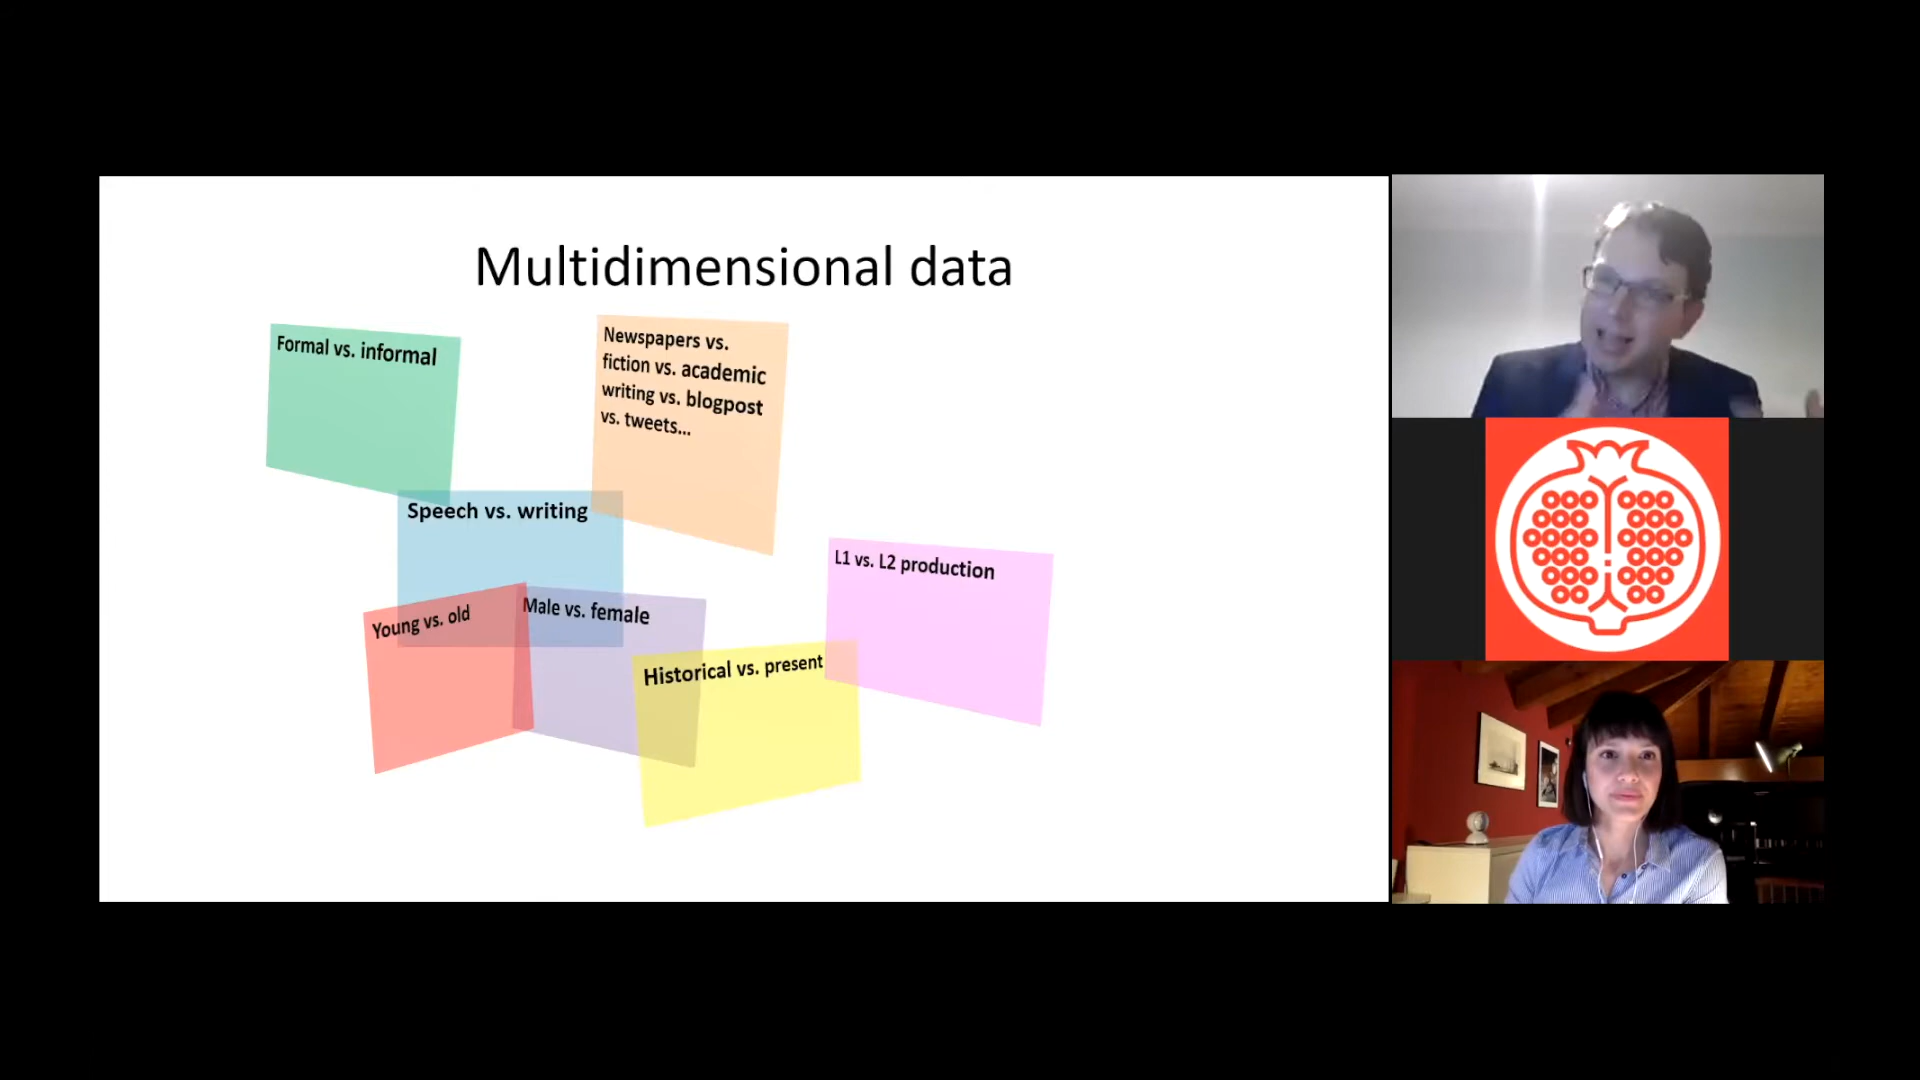 Multidimensional data
Formal vs. informal
Newspapers vs.
fiction vs. academic
writing vs. blogpost
vs. tweets...
Speech vs. writing
L1 vs. L2 production
Young vs. old
Male vs. female
Historical vs. present